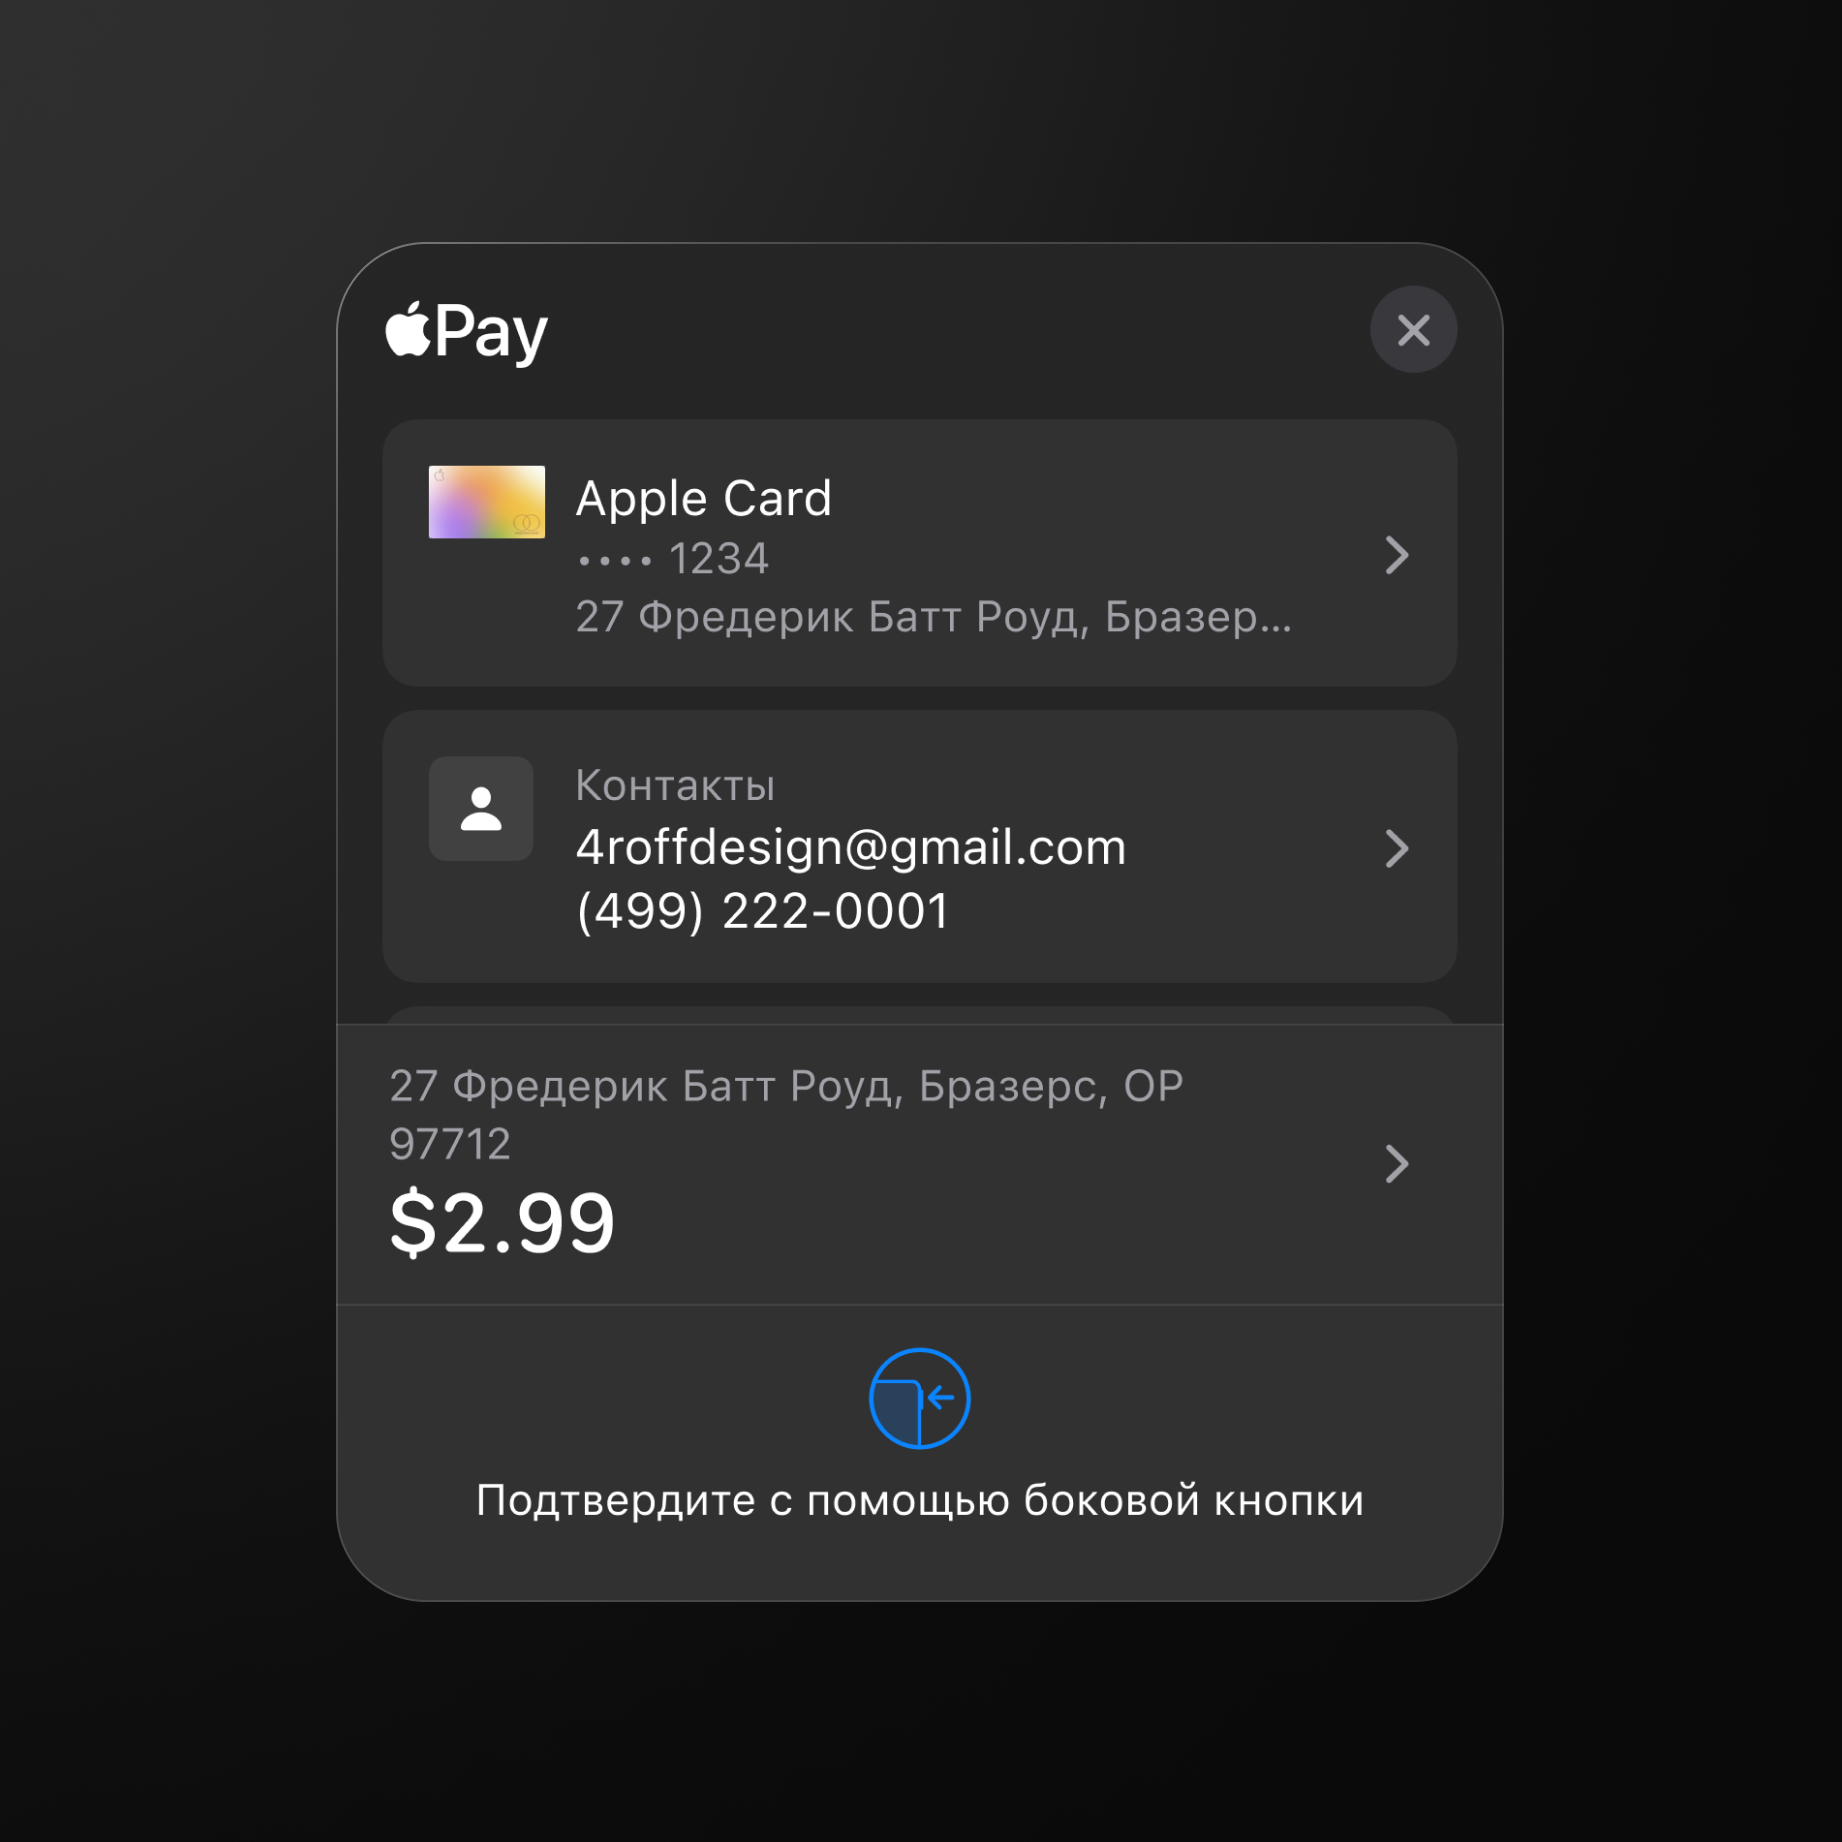 Pay
Apple Card
•••• 1234
27 Фредерик Батт Роуд, Бразер...
Контакты
4roffdesign@gmail.com
(499) 222-0001
27 Фредерик Батт Роуд, Бразерс, ОР
97712
$2.99
Подтвердите с помощью боковой кнопки